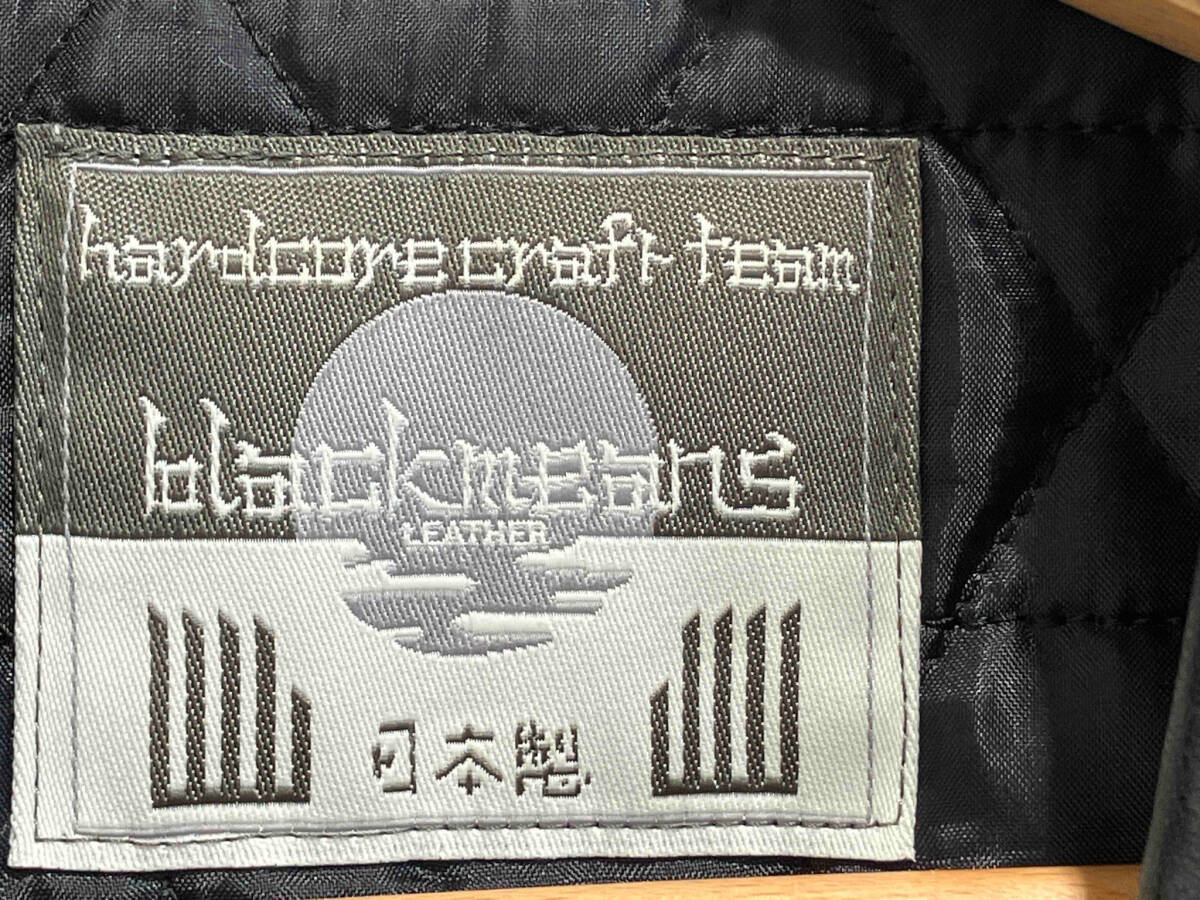 hardcore craft team
blackmeans
LEATHER
日本製